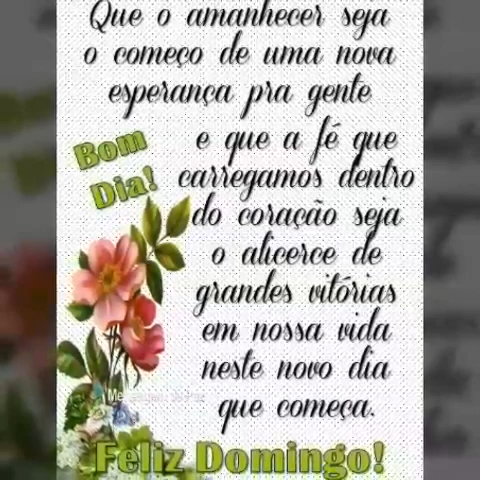 Que o amanhecer seja
o começo de uma nova
esperança pra gente
Bom
Dia!
e que a fé que
carregamos dentro
do coração seja
o alicerce de
grandes vitórias
em nossa vida
neste novo dia
que começa.
Feliz Domingo!